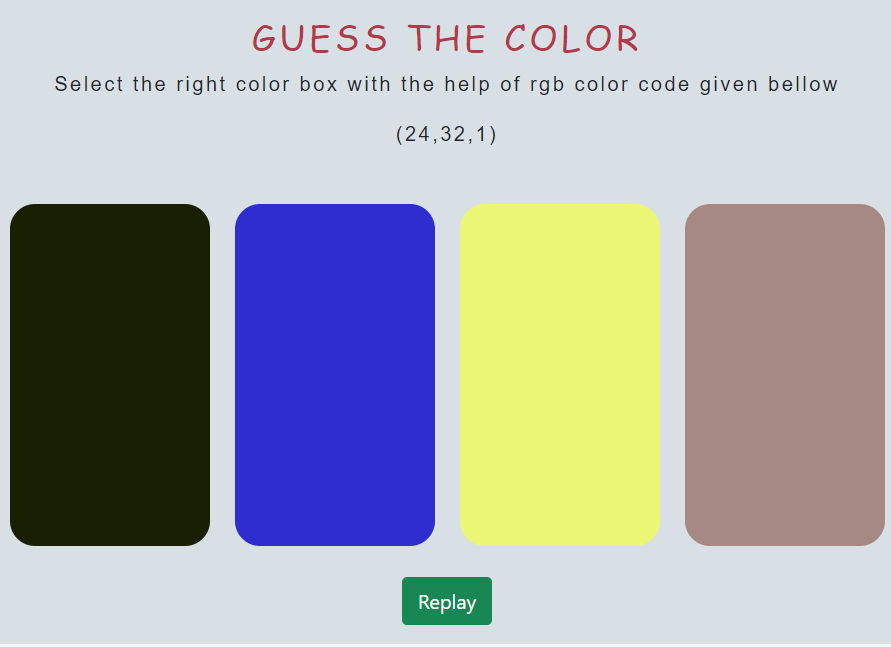 GUESS THE COLOR
Select the right color box with the help of rgb color code given bellow
(24,32,1)
Replay